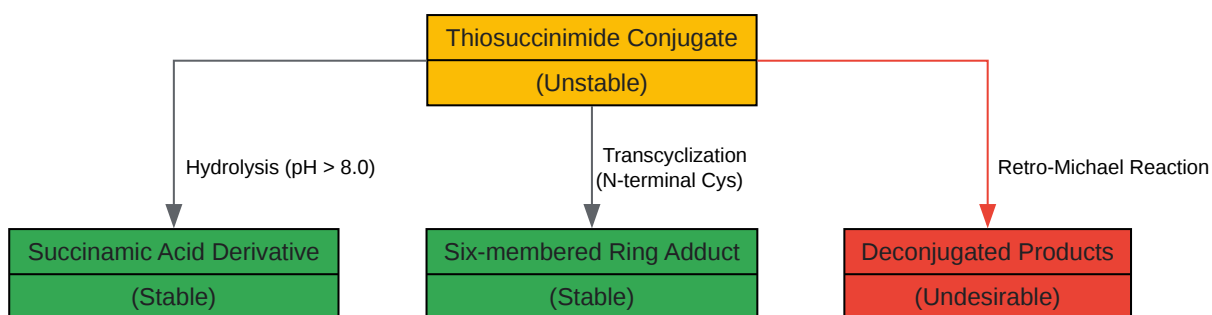 Thiosuccinimide Conjugate
(Unstable)
Hydrolysis (pH > 8.0)
Transcyclization
(N-terminal Cys)
Retro-Michael Reaction
Succinamic Acid Derivative
(Stable)
Six-membered Ring Adduct
(Stable)
Deconjugated Products
(Undesirable)